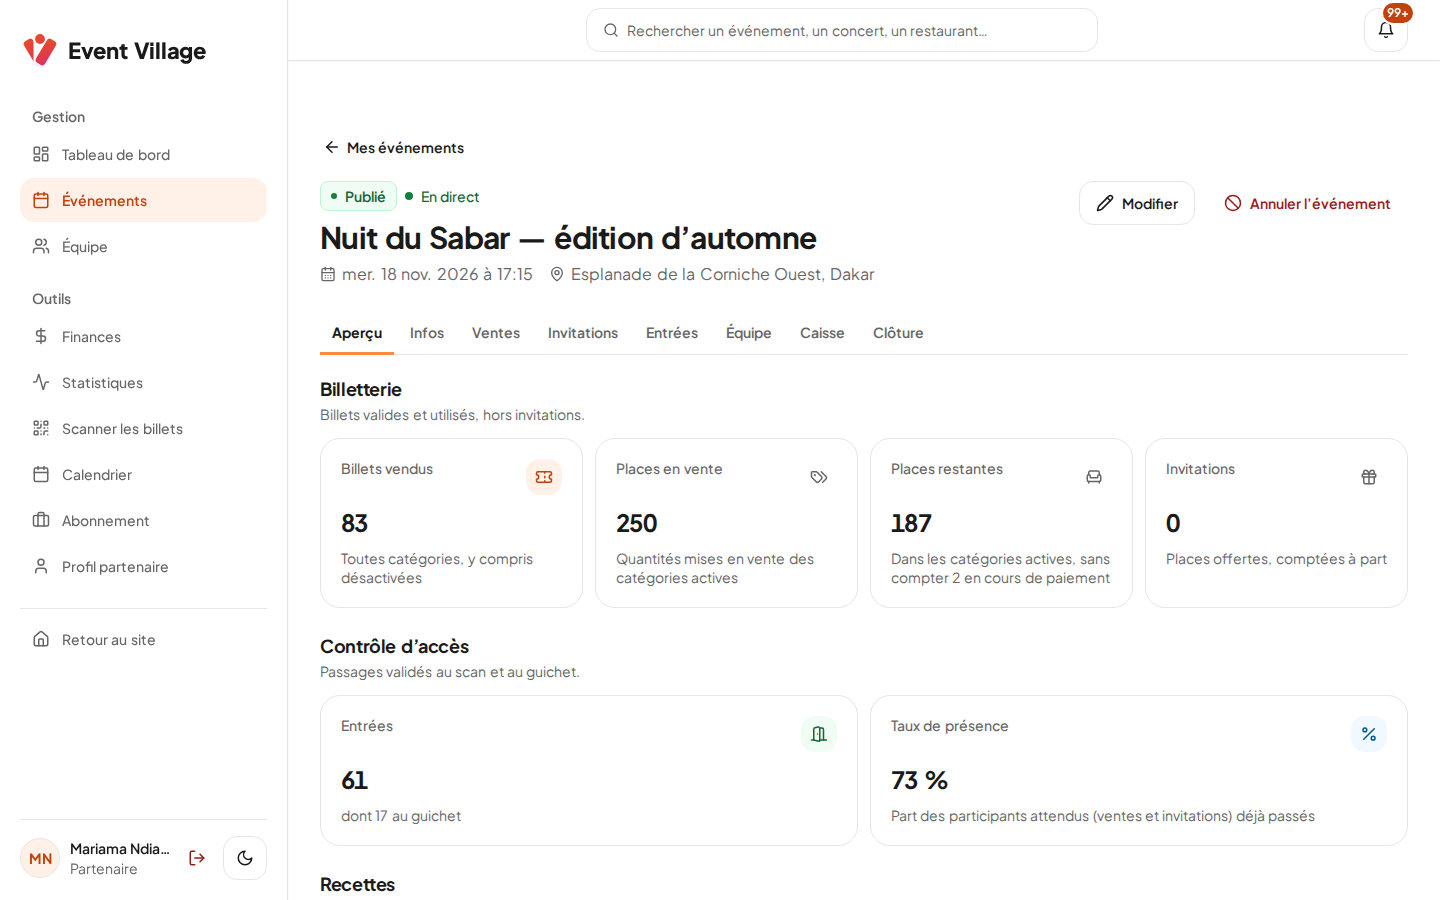 Event Village
Rechercher un événement, un concert, un restaurant…
99+
Gestion
Tableau de bord
Événements
Équipe
Outils
Finances
Statistiques
Scanner les billets
Calendrier
Abonnement
Profil partenaire
Retour au site
MN
Mariama Ndia…
Partenaire
Mes événements
Publié
En direct
Modifier
Annuler l’événement
Nuit du Sabar — édition d’automne
mer. 18 nov. 2026 à 17:15
Esplanade de la Corniche Ouest, Dakar
Aperçu
Infos
Ventes
Invitations
Entrées
Équipe
Caisse
Clôture
Billetterie
Billets valides et utilisés, hors invitations.
Billets vendus
83
Toutes catégories, y compris
désactivées
Places en vente
250
Quantités mises en vente des
catégories actives
Places restantes
187
Dans les catégories actives, sans
compter 2 en cours de paiement
Invitations
0
Places offertes, comptées à part
Contrôle d’accès
Passages validés au scan et au guichet.
Entrées
61
dont 17 au guichet
Taux de présence
73 %
Part des participants attendus (ventes et invitations) déjà passés
Recettes